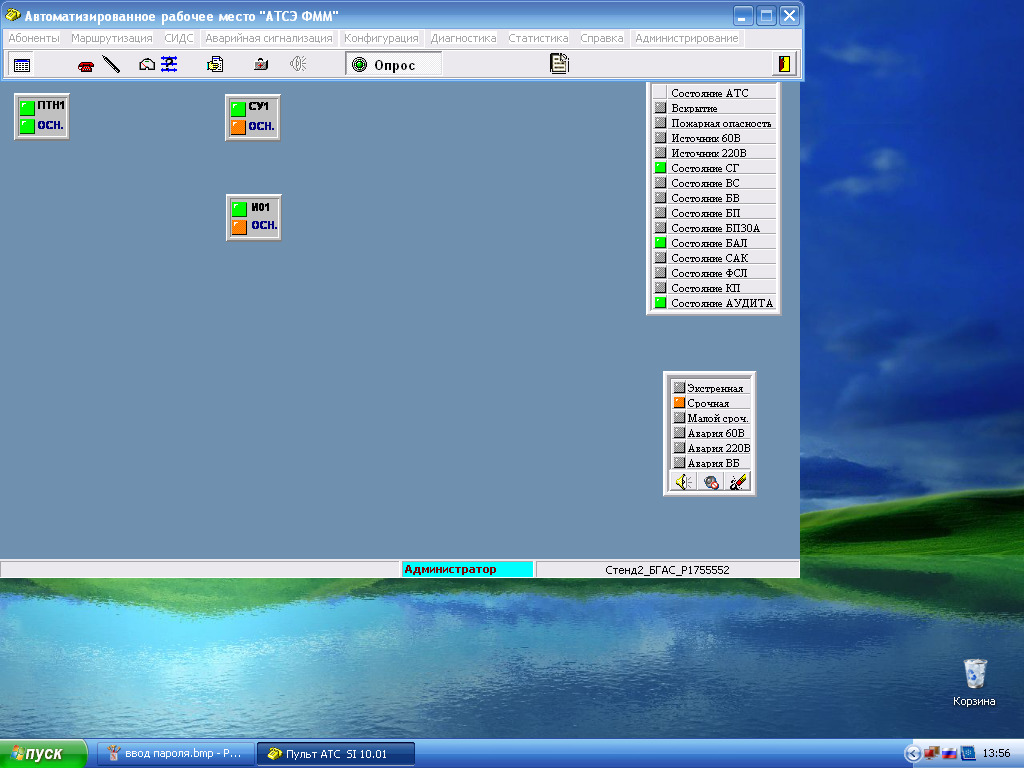 Автоматизированное рабочее место "АТСЭ ФММ"
Абоненты Маршрутизация СИДС Аварийная сигнализация Конфигурация Диагностика Статистика Справка Администрирование
Опрос
ПТН1
ОСН.
СУ1
ОСН.
И01
ОСН.
Состояние АТС
Вскрытие
Пожарная опасность
Источник 60В
Источник 220В
Состояние СГ
Состояние ВС
Состояние БВ
Состояние БП
Состояние БП30А
Состояние БАЛ
Состояние САК
Состояние ФСЛ
Состояние КП
Состояние АУДИТА
Экстренная
Срочная
Малой сроч.
Авария 60В
Авария 220В
Авария ВБ
Администратор
Стенд2_БГАС_Р1755552
Корзина
пуск
ввод пароля.bmp - P...
Пульт АТС SI 10.01
13:56